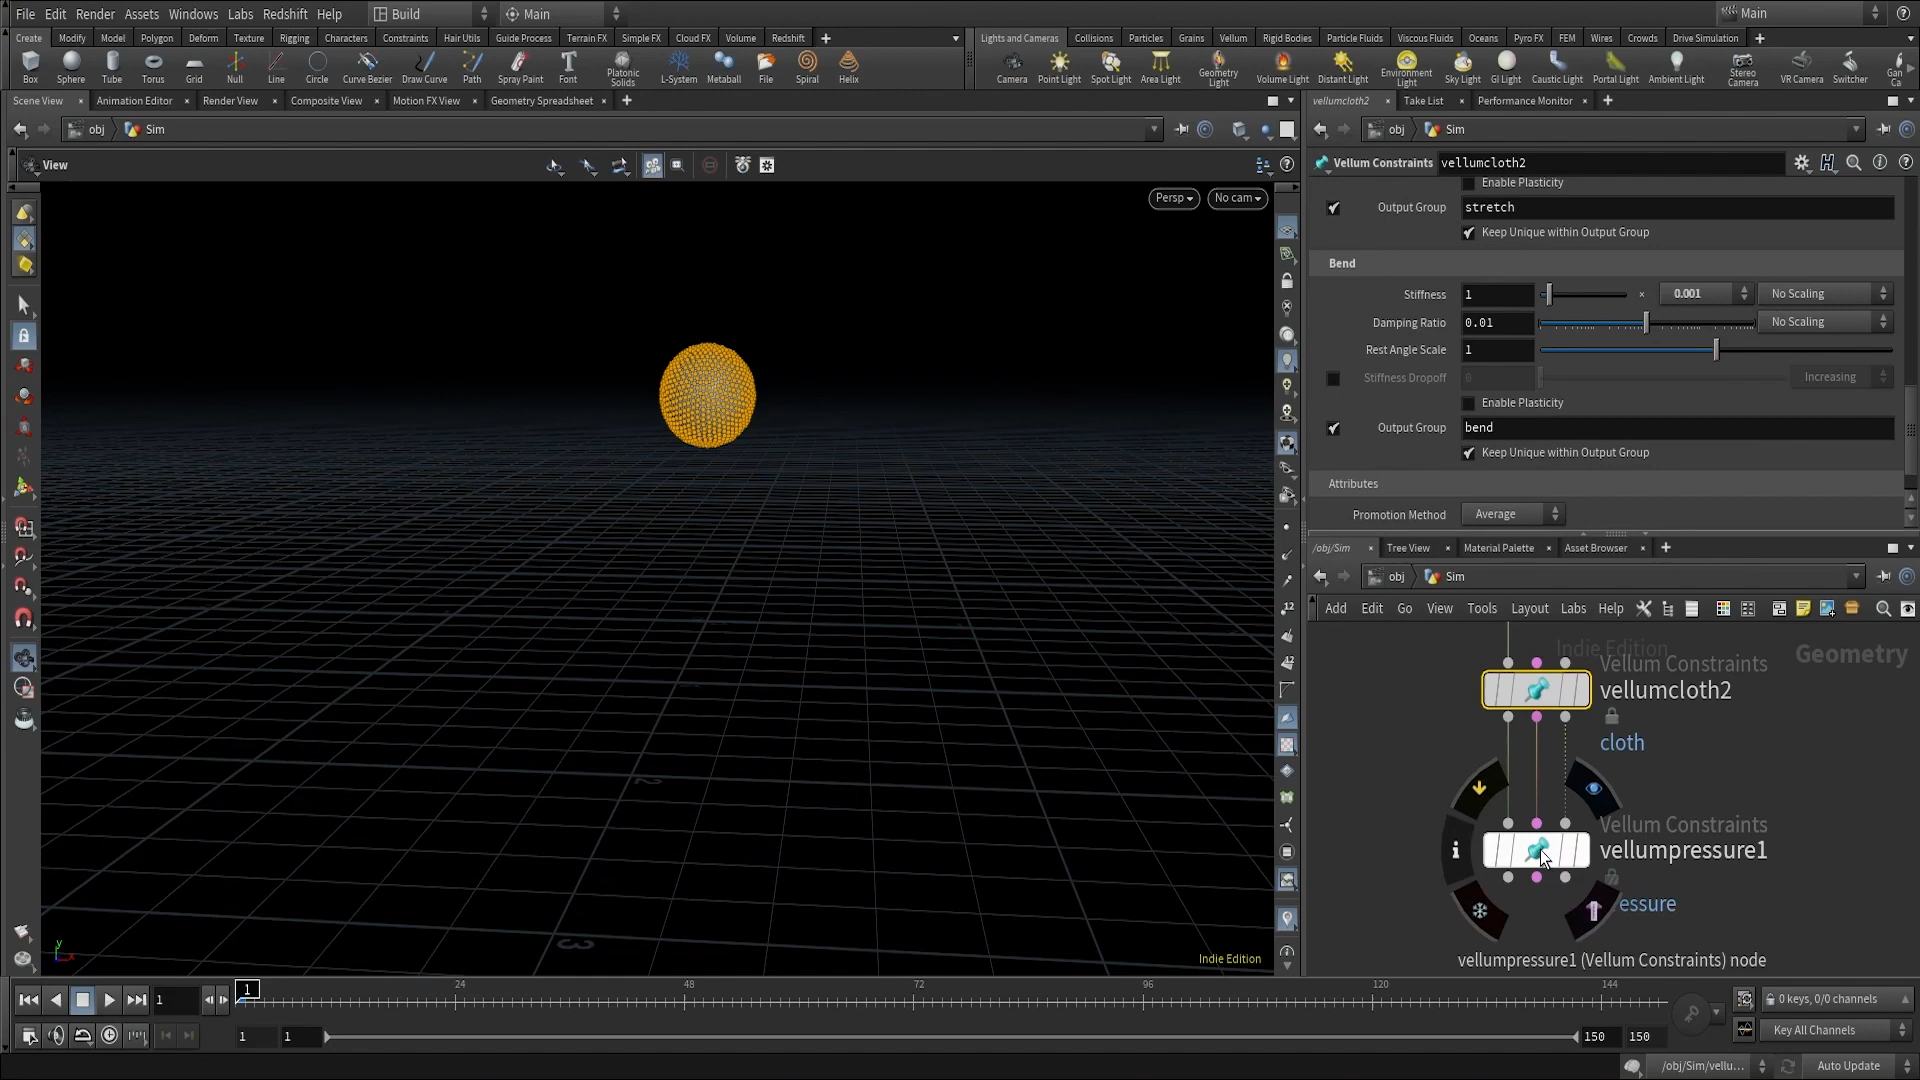 File Edit Render Assets Windows Labs Redshift Help Build Main Main
Create Modify Model Polygon Deform Texture Rigging Characters Constraints Hair Utils Guide Process Terrain FX Simple FX Cloud FX Volume Redshift
Lights and Cameras Collisions Particles Grains Vellum Rigid Bodies Particle Fluids Viscous Fluids Oceans Pyro FX FEM Wires Crowds Drive Simulation
Box Sphere Tube Torus Grid Null Line Circle Curve Bezier Draw Curve Path Spray Paint Font Platonic Solids L-System Metaball File Spiral Helix
Camera Point Light Spot Light Area Light Geometry Light Volume Light Distant Light Environment Light Sky Light GI Light Caustic Light Portal Light Ambient Light Stereo Camera VR Camera Switcher Gan Ca
Scene View Animation Editor Render View Composite View Motion FX View Geometry Spreadsheet
vellumcloth2 Take List Performance Monitor
obj Sim
obj Sim
View
Persp No cam
Vellum Constraints vellumcloth2
Enable Plasticity
Output Group stretch
Keep Unique within Output Group
Bend
Stiffness 1 × 0.001 No Scaling
Damping Ratio 0.01 No Scaling
Rest Angle Scale 1
Stiffness Dropoff 0 Increasing
Enable Plasticity
Output Group bend
Keep Unique within Output Group
Attributes
Promotion Method Average
/obj/Sim Tree View Material Palette Asset Browser
obj Sim
Add Edit Go View Tools Layout Labs Help
Indie Edition
Geometry
Vellum Constraints
vellumcloth2
cloth
Vellum Constraints
vellumpressure1
essure
vellumpressure1 (Vellum Constraints) node
2
3
y
x
Indie Edition
1 1 24 48 72 96 120 144
0 keys, 0/0 channels
1 1 150 150
Key All Channels
/obj/Sim/vellu... Auto Update